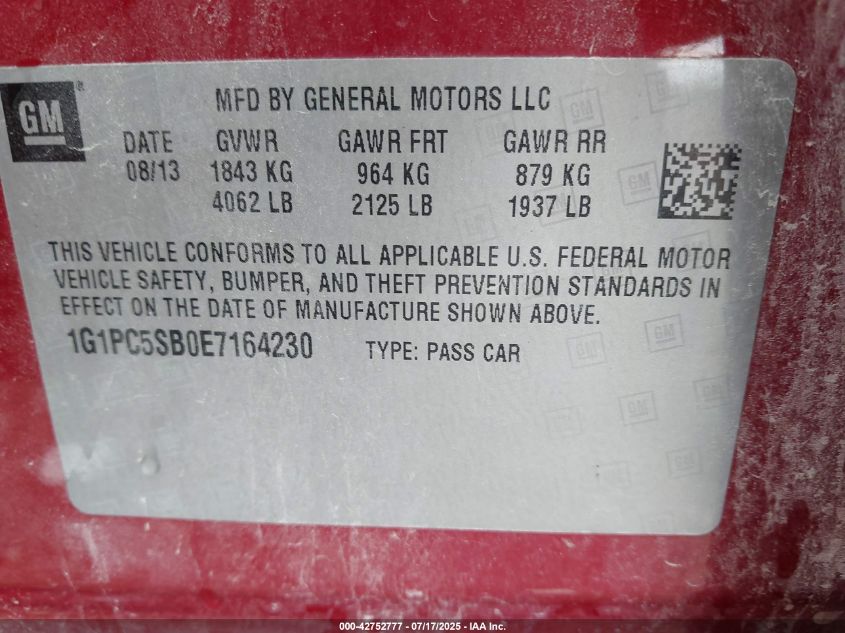 GM
®
MFD BY GENERAL MOTORS LLC
DATE GVWR GAWR FRT GAWR RR
08/13 1843 KG 964 KG 879 KG
4062 LB 2125 LB 1937 LB
THIS VEHICLE CONFORMS TO ALL APPLICABLE U.S. FEDERAL MOTOR
VEHICLE SAFETY, BUMPER, AND THEFT PREVENTION STANDARDS IN
EFFECT ON THE DATE OF MANUFACTURE SHOWN ABOVE.
1G1PC5SB0E7164230 TYPE: PASS CAR
000-42752777 - 07/17/2025 - IAA Inc.